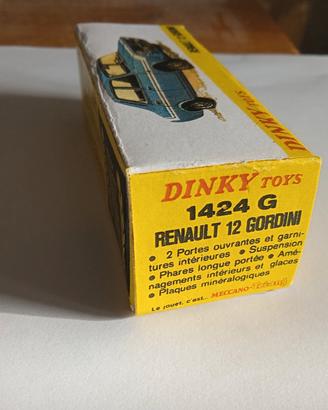 DINKY TOYS
DINKY TOYS
1424 G
RENAULT 12 GORDINI
• 2 Portes ouvrantes et garni-
tures intérieures • Suspension
• Phares longue portée • Amé-
nagements intérieurs et glaces
• Plaques minéralogiques
Le jouet, c'est... MECCANO-